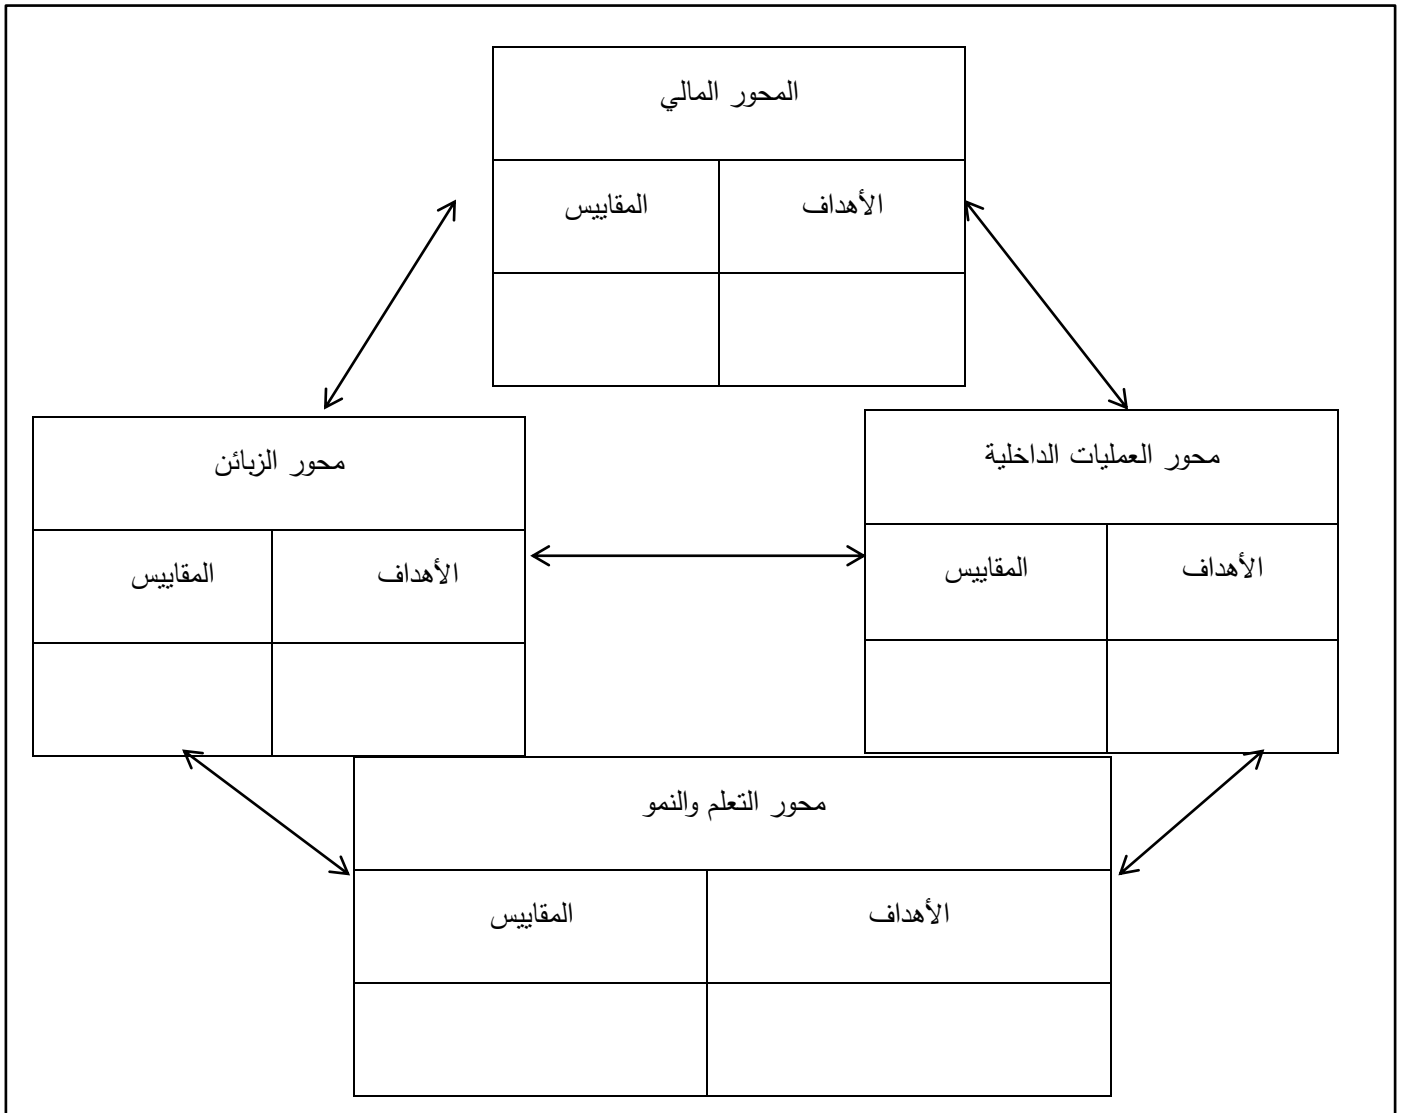 المحور المالي
الأهداف
المقاييس
محور العمليات الداخلية
الأهداف
المقاييس
محور الزبائن
الأهداف
المقاييس
محور التعلم والنمو
الأهداف
المقاييس